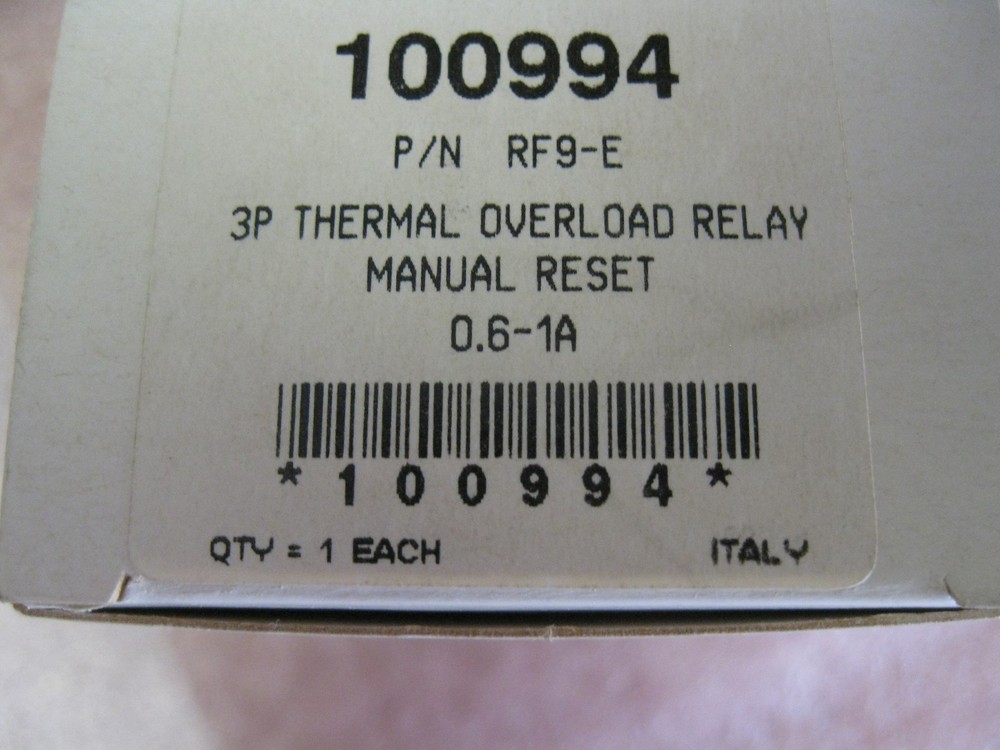 100994
P/N RF9-E
3P THERMAL OVERLOAD RELAY
MANUAL RESET
0.6-1A
*100994*
QTY = 1 EACH ITALY